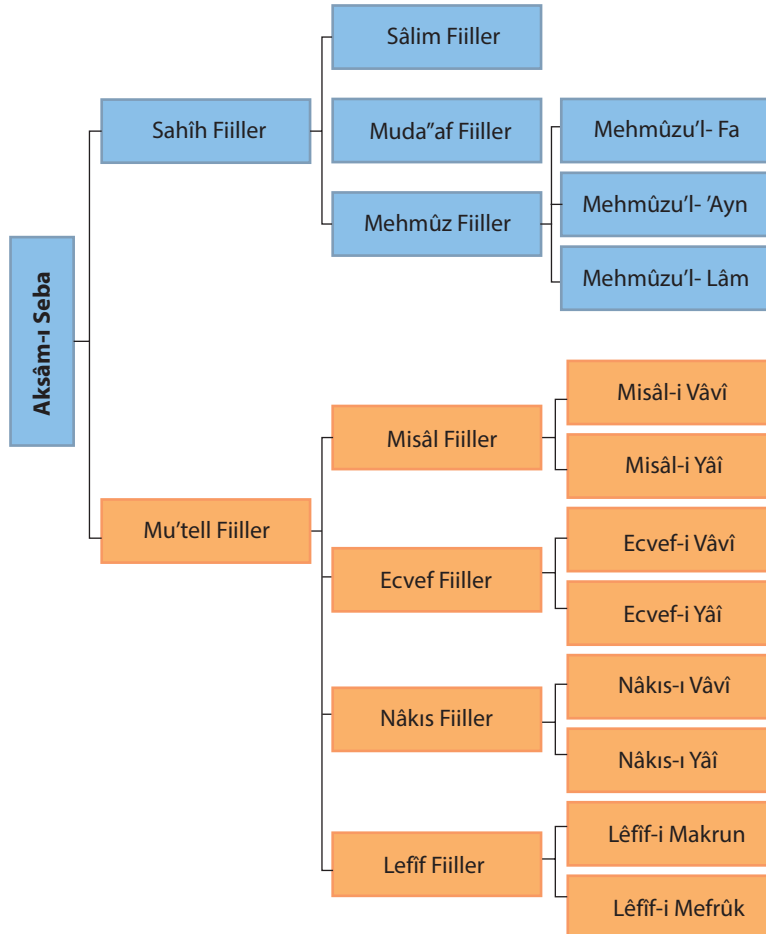 Aksâm-ı Seba
Sahîh Fiiller
Sâlim Fiiller
Muda"af Fiiller
Mehmûz Fiiller
Mehmûzu'l- Fa
Mehmûzu'l- 'Ayn
Mehmûzu'l- Lâm
Mu'tell Fiiller
Misâl Fiiller
Misâl-i Vâvî
Misâl-i Yâî
Ecvef Fiiller
Ecvef-i Vâvî
Ecvef-i Yâî
Nâkıs Fiiller
Nâkıs-ı Vâvî
Nâkıs-ı Yâî
Lefîf Fiiller
Lêfîf-i Makrun
Lêfîf-i Mefrûk